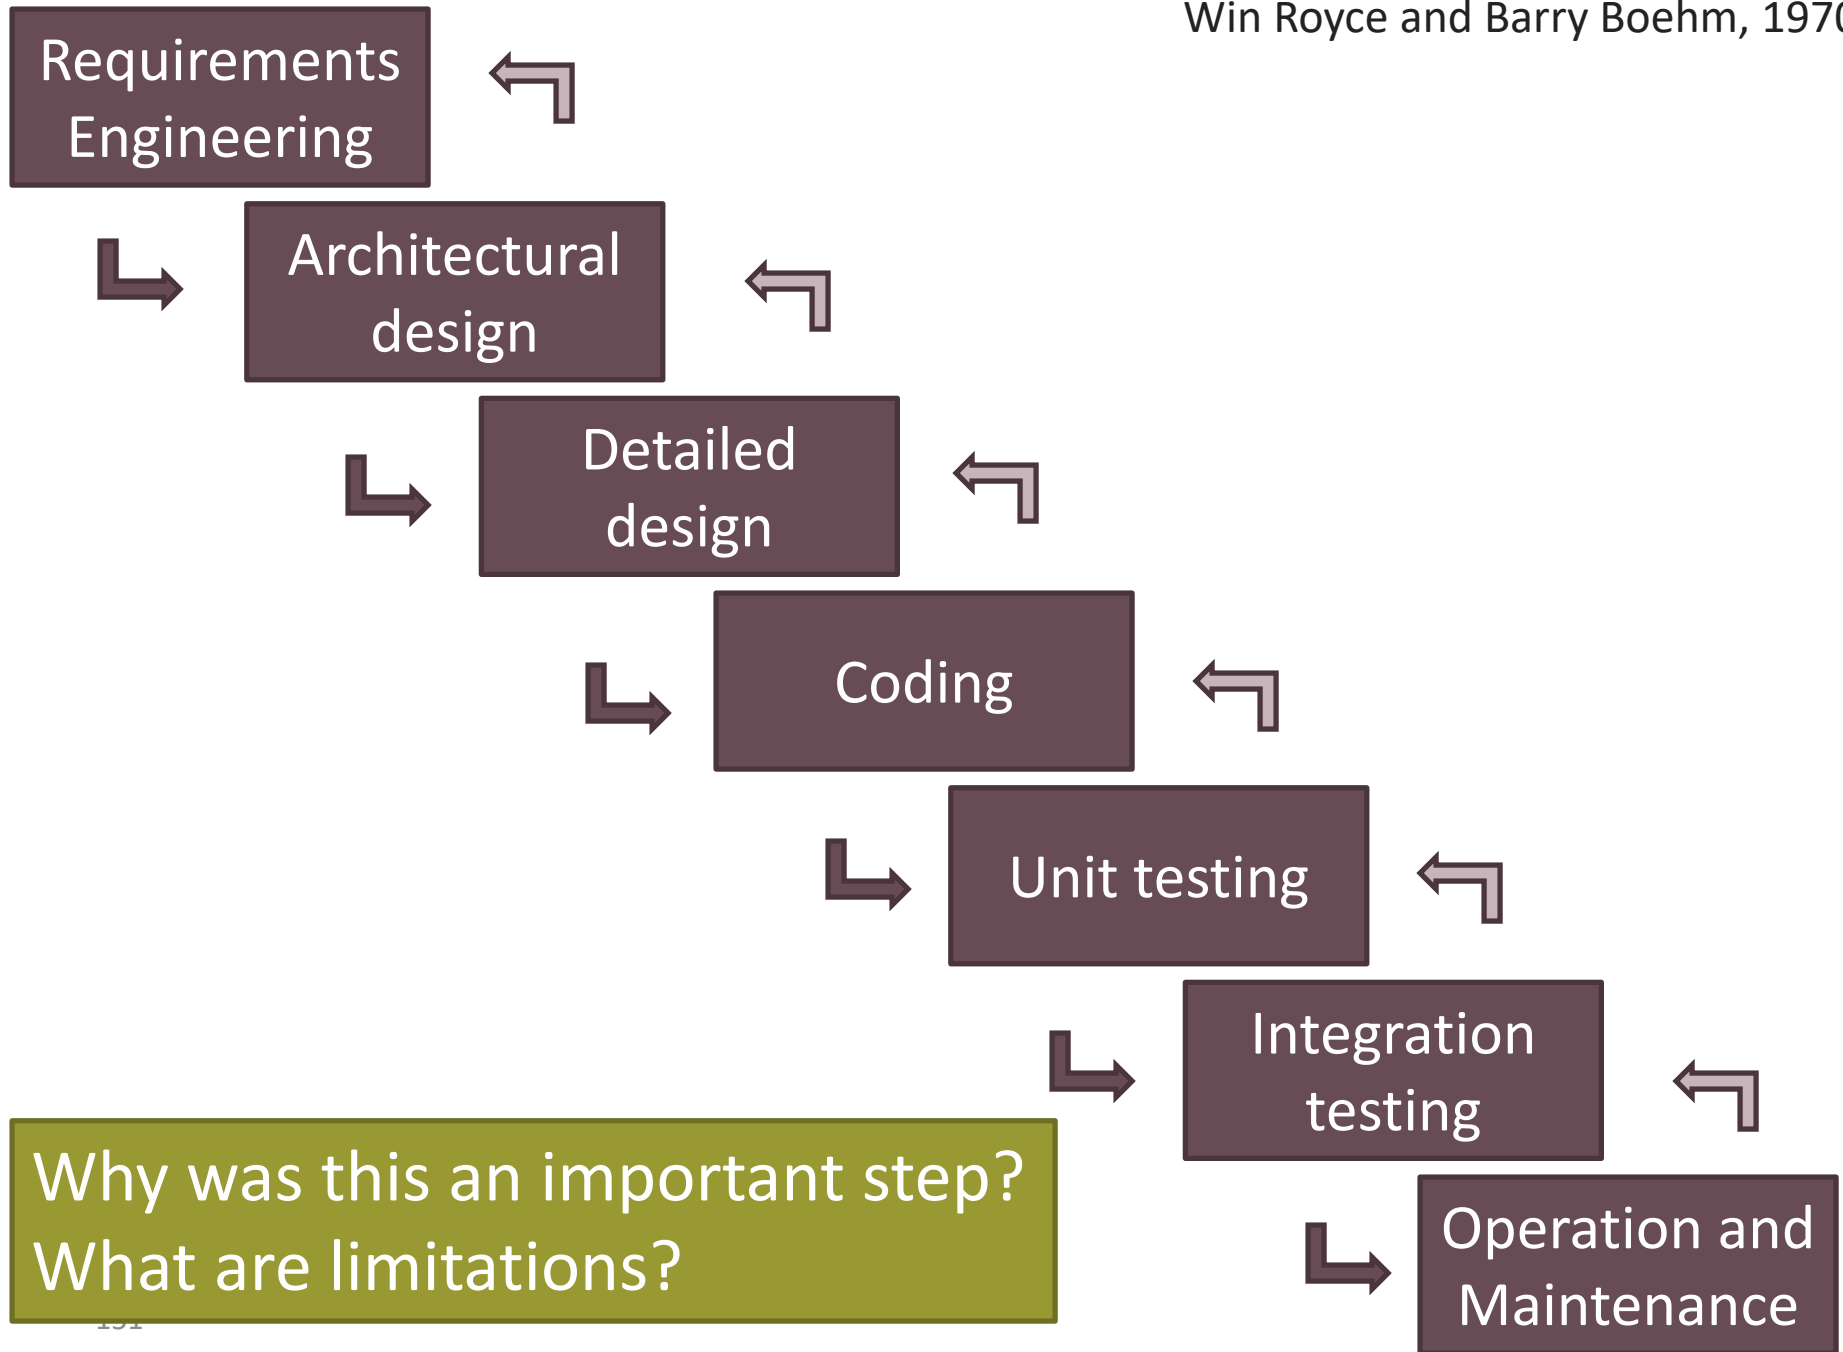 Win Royce and Barry Boehm, 1970
Requirements
Engineering
Architectural
design
Detailed
design
Coding
Unit testing
Integration
testing
Operation and
Maintenance
Why was this an important step?
What are limitations?